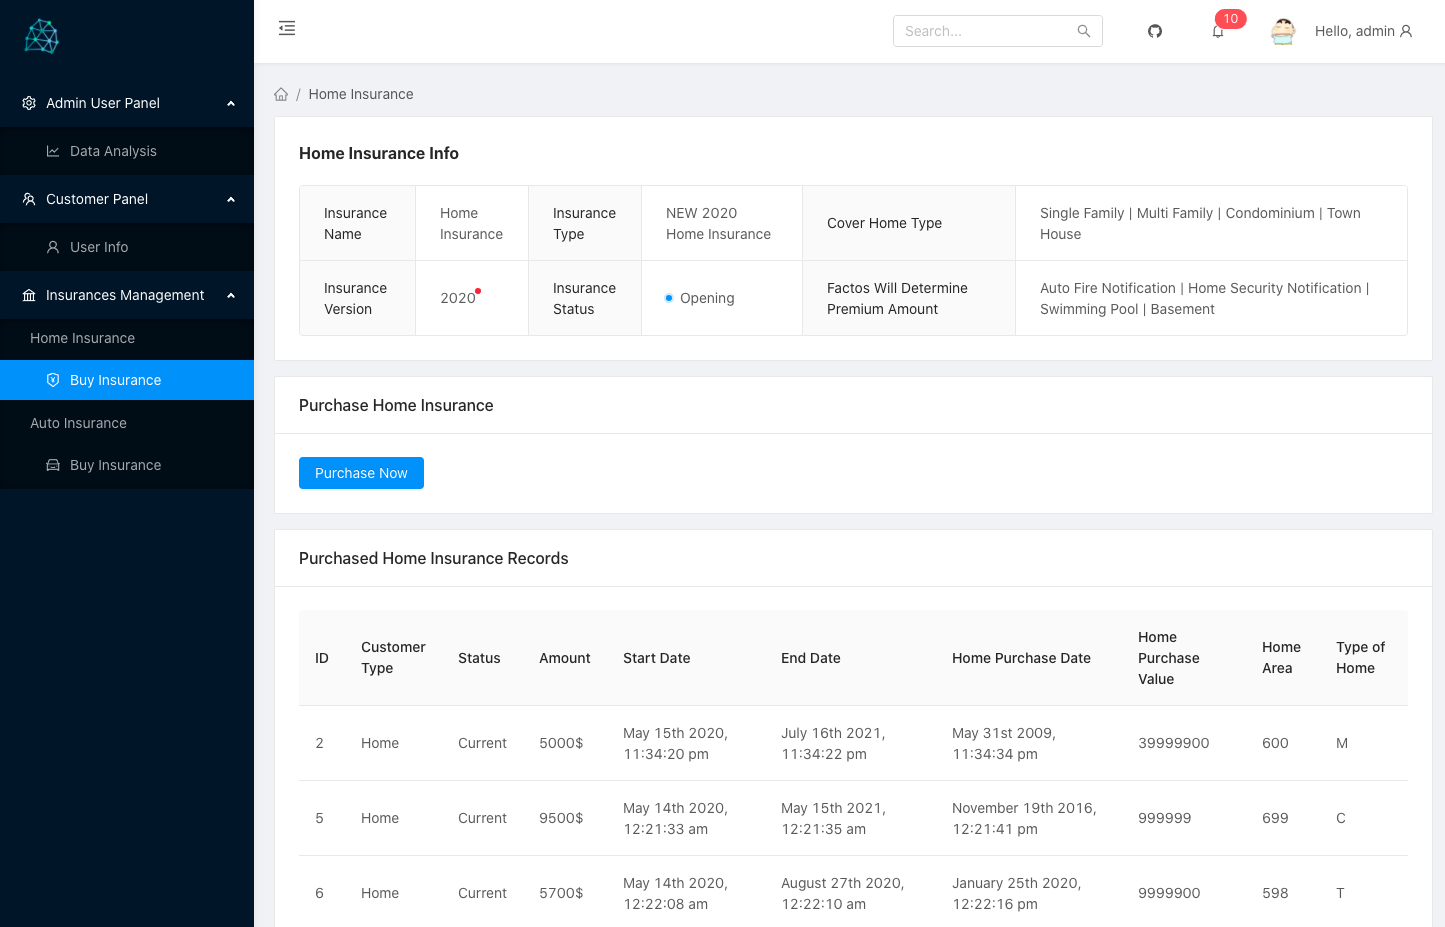 Search...
10
Hello, admin
Admin User Panel
Data Analysis
Customer Panel
User Info
Insurances Management
Home Insurance
Buy Insurance
Auto Insurance
Buy Insurance
/ Home Insurance
Home Insurance Info
Insurance
Name
Home
Insurance
Insurance
Type
NEW 2020
Home Insurance
Cover Home Type
Single Family | Multi Family | Condominium | Town
House
Insurance
Version
2020
Insurance
Status
Opening
Factos Will Determine
Premium Amount
Auto Fire Notification | Home Security Notification |
Swimming Pool | Basement
Purchase Home Insurance
Purchase Now
Purchased Home Insurance Records
ID
Customer
Type
Status
Amount
Start Date
End Date
Home Purchase Date
Home
Purchase
Value
Home
Area
Type of
Home
2
Home
Current
5000$
May 15th 2020,
11:34:20 pm
July 16th 2021,
11:34:22 pm
May 31st 2009,
11:34:34 pm
39999900
600
M
5
Home
Current
9500$
May 14th 2020,
12:21:33 am
May 15th 2021,
12:21:35 am
November 19th 2016,
12:21:41 pm
999999
699
C
6
Home
Current
5700$
May 14th 2020,
12:22:08 am
August 27th 2020,
12:22:10 am
January 25th 2020,
12:22:16 pm
9999900
598
T